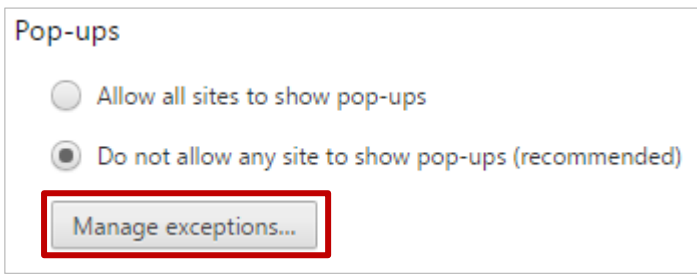 Pop-ups
Allow all sites to show pop-ups
Do not allow any site to show pop-ups (recommended)
Manage exceptions...